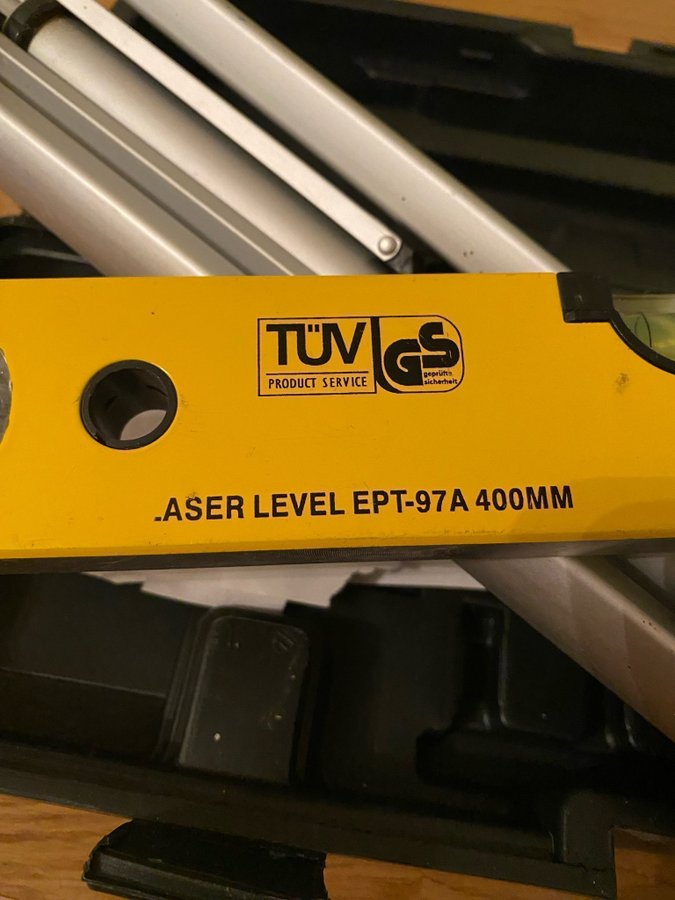 TÜV
PRODUCT SERVICE
GS
geprüfte
sicherheit
.ASER LEVEL EPT-97A 400MM